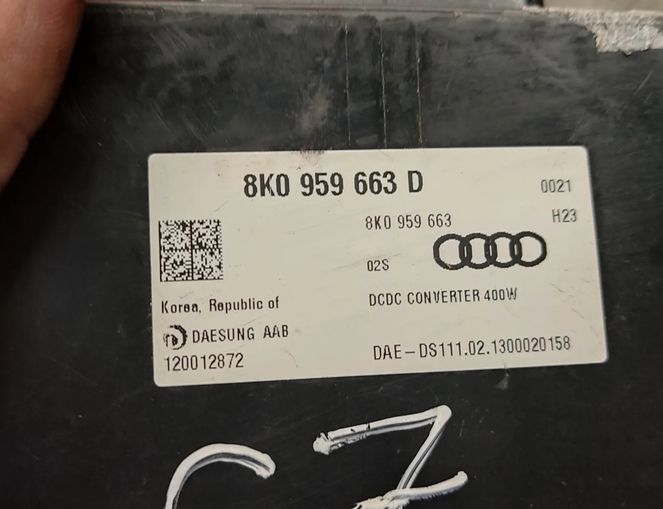 8K0 959 663 D
0021
8K0 959 663
H23
02S
Korea, Republic of
DCDC CONVERTER 400W
DAESUNG AAB
120012872
DAE-DS111.02.1300020158